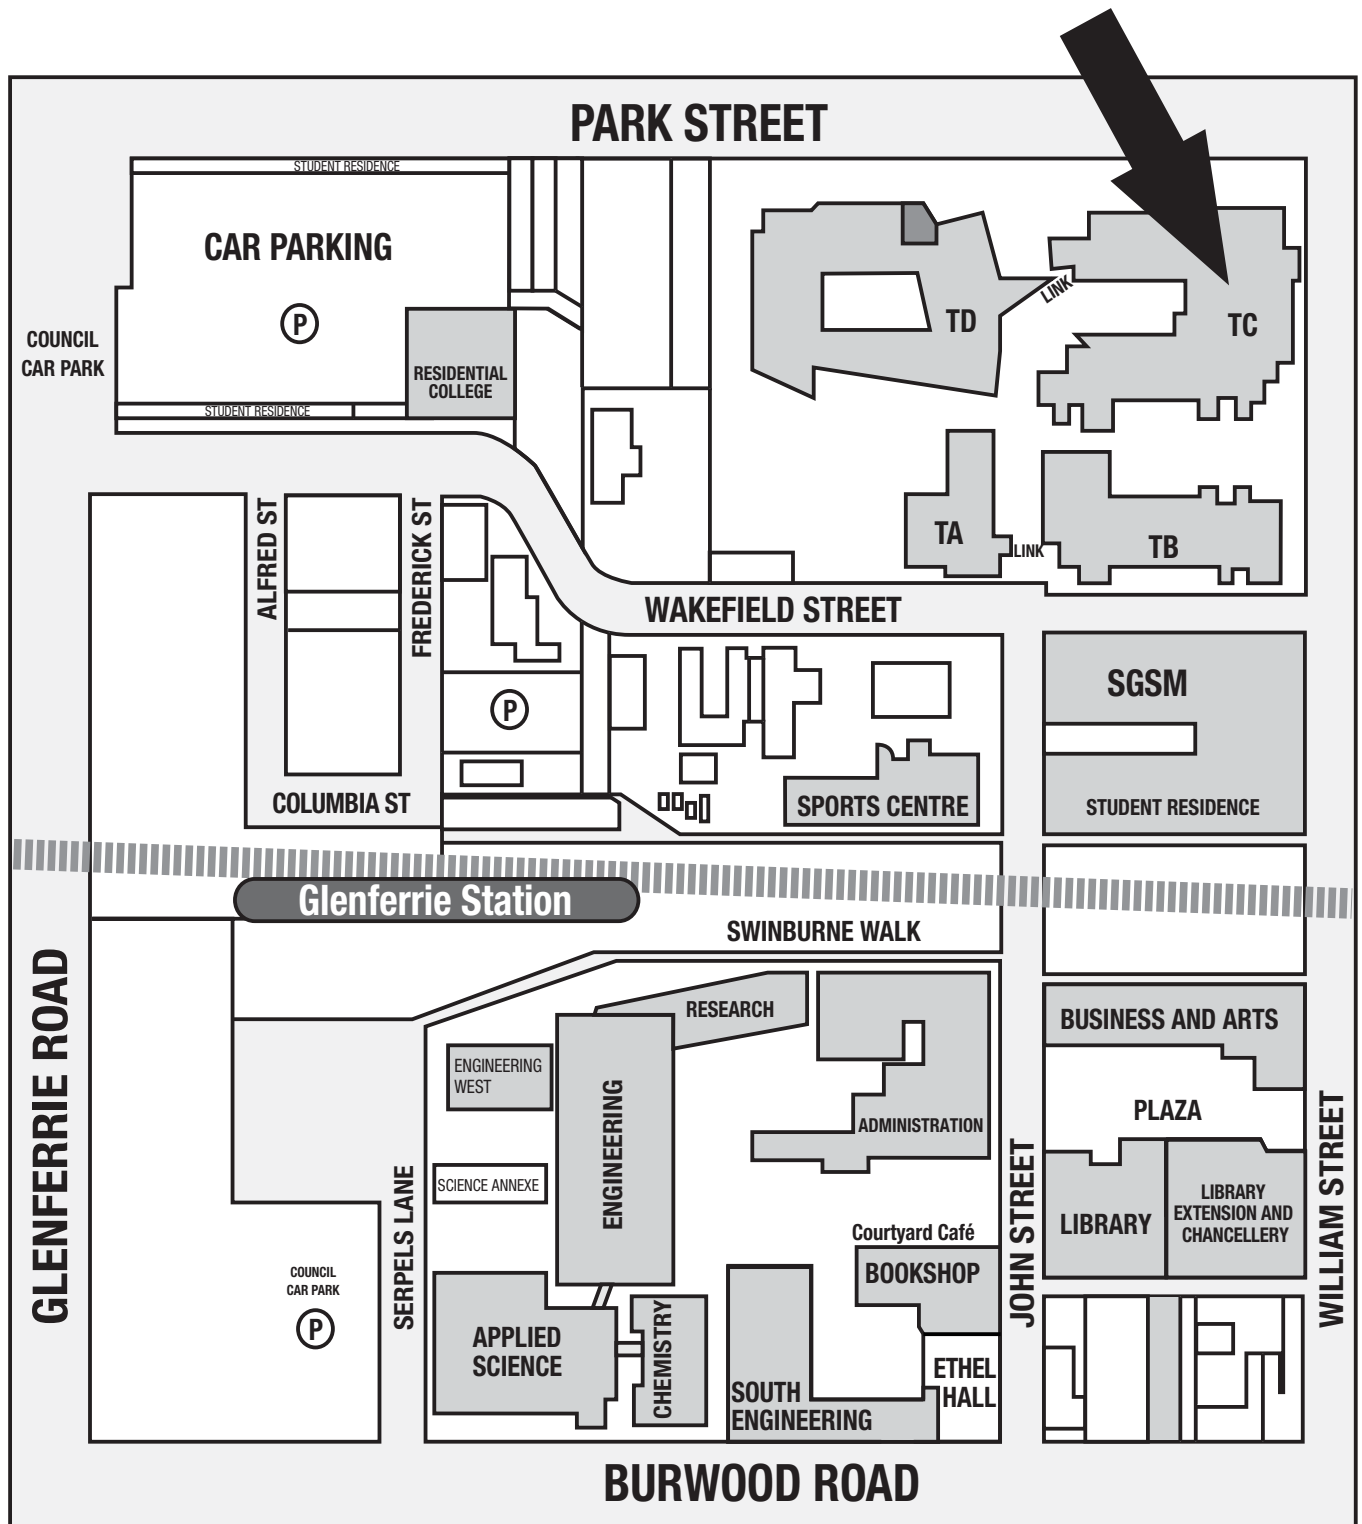 PARK STREET
STUDENT RESIDENCE
CAR PARKING
P
COUNCIL
CAR PARK
RESIDENTIAL
COLLEGE
STUDENT RESIDENCE
TD
LINK
TC
TA
LINK
TB
ALFRED ST
FREDERICK ST
WAKEFIELD STREET
P
SGSM
COLUMBIA ST
SPORTS CENTRE
STUDENT RESIDENCE
Glenferrie Station
SWINBURNE WALK
GLENFERRIE ROAD
RESEARCH
BUSINESS AND ARTS
ENGINEERING
WEST
ENGINEERING
ADMINISTRATION
PLAZA
SCIENCE ANNEXE
SERPELS LANE
JOHN STREET
WILLIAM STREET
LIBRARY
LIBRARY
EXTENSION AND
CHANCELLERY
Courtyard Café
BOOKSHOP
COUNCIL
CAR PARK
P
APPLIED
SCIENCE
CHEMISTRY
SOUTH
ENGINEERING
ETHEL
HALL
BURWOOD ROAD